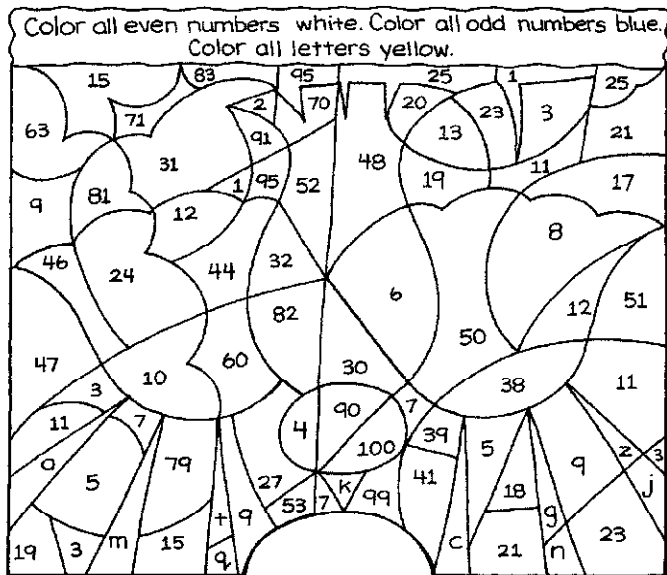 Color all even numbers white. Color all odd numbers blue.
Color all letters yellow.
15 83 95 25 1 25
2 70 20 23 3
63 71 91 13 21
31 48
1 95 52 19 11 17
9 81 12
8
46 24 44 32
6 12 51
82 50
47 60 30
10 38 11
3 90 7
11 7 4 39 5
a 79 100 9 z 3
5 27 k 41 j
18
t 9 53 7 99 g
19 3 m 15 q c 21 n 23